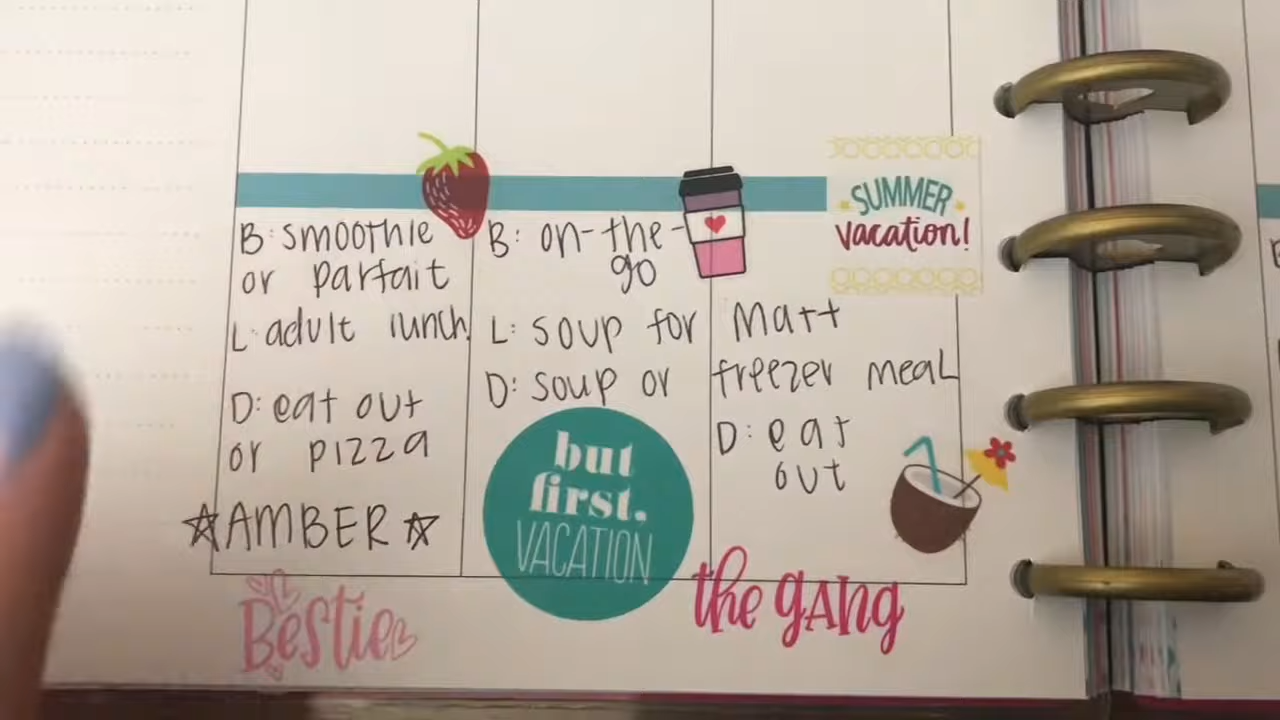 B: smoothie
or parfait
L: adult lunch
D: eat out
or pizza
☆AMBER☆
Bestie
B: on-the-
go
L: soup for Matt
D: soup or freezer meal
but
first.
VACATION
SUMMER
vacation!
D: eat
out
the gang